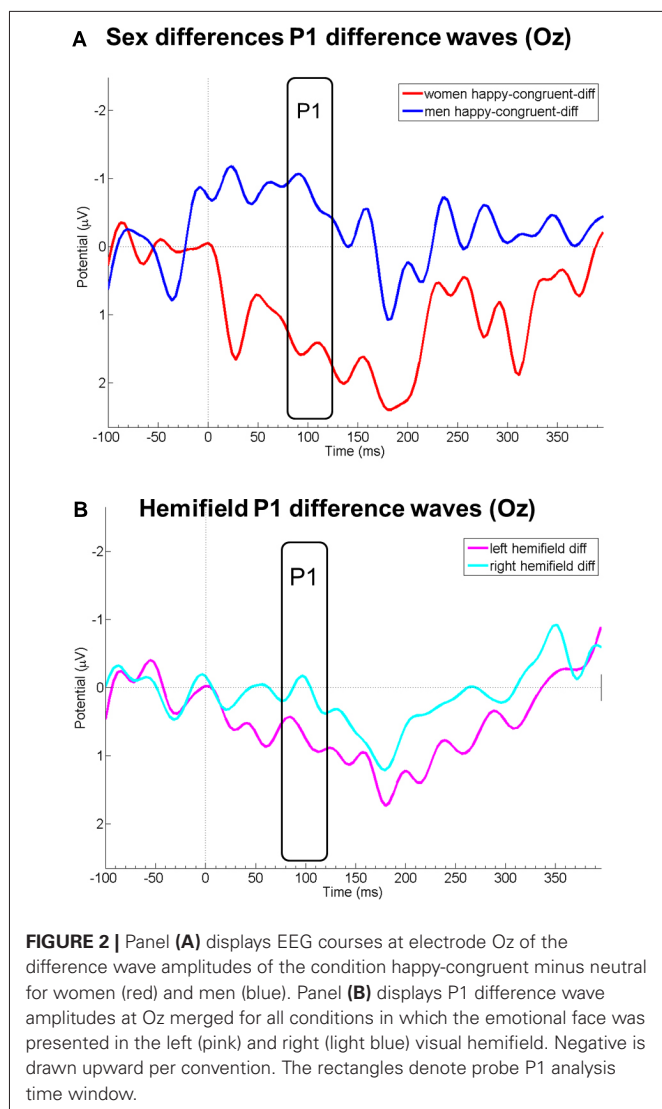 A Sex differences P1 difference waves (Oz)
women happy-congruent-diff
men happy-congruent-diff
P1
-2
-1
0
1
2
Potential (µV)
-100 -50 0 50 100 150 200 250 300 350
Time (ms)
B Hemifield P1 difference waves (Oz)
left hemifield diff
right hemifield diff
P1
-2
-1
0
1
2
Potential (µV)
-100 -50 0 50 100 150 200 250 300 350
Time (ms)
FIGURE 2 | Panel (A) displays EEG courses at electrode Oz of the
difference wave amplitudes of the condition happy-congruent minus neutral
for women (red) and men (blue). Panel (B) displays P1 difference wave
amplitudes at Oz merged for all conditions in which the emotional face was
presented in the left (pink) and right (light blue) visual hemifield. Negative is
drawn upward per convention. The rectangles denote probe P1 analysis
time window.